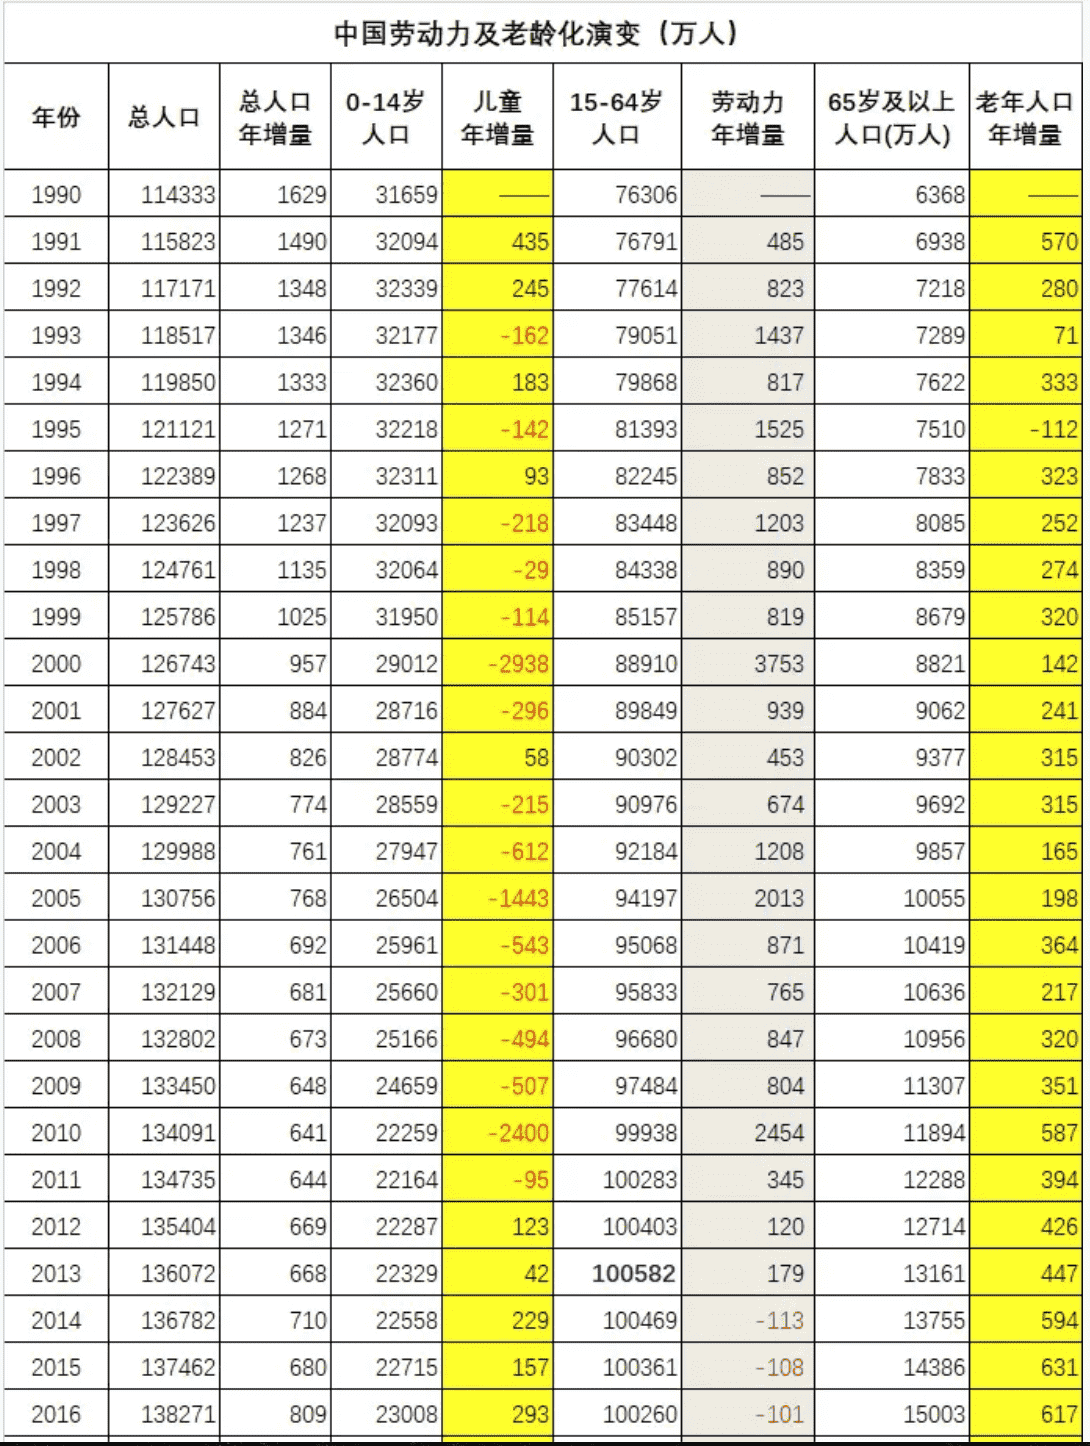 中国劳动力及老龄化演变（万人）
年份 总人口 总人口年增量 0-14岁人口 儿童年增量 15-64岁人口 劳动力年增量 65岁及以上人口(万人) 老年人口年增量
1990 114333 1629 31659 —— 76306 —— 6368 ——
1991 115823 1490 32094 435 76791 485 6938 570
1992 117171 1348 32339 245 77614 823 7218 280
1993 118517 1346 32177 -162 79051 1437 7289 71
1994 119850 1333 32360 183 79868 817 7622 333
1995 121121 1271 32218 -142 81393 1525 7510 -112
1996 122389 1268 32311 93 82245 852 7833 323
1997 123626 1237 32093 -218 83448 1203 8085 252
1998 124761 1135 32064 -29 84338 890 8359 274
1999 125786 1025 31950 -114 85157 819 8679 320
2000 126743 957 29012 -2938 88910 3753 8821 142
2001 127627 884 28716 -296 89849 939 9062 241
2002 128453 826 28774 58 90302 453 9377 315
2003 129227 774 28559 -215 90976 674 9692 315
2004 129988 761 27947 -612 92184 1208 9857 165
2005 130756 768 26504 -1443 94197 2013 10055 198
2006 131448 692 25961 -543 95068 871 10419 364
2007 132129 681 25660 -301 95833 765 10636 217
2008 132802 673 25166 -494 96680 847 10956 320
2009 133450 648 24659 -507 97484 804 11307 351
2010 134091 641 22259 -2400 99938 2454 11894 587
2011 134735 644 22164 -95 100283 345 12288 394
2012 135404 669 22287 123 100403 120 12714 426
2013 136072 668 22329 42 100582 179 13161 447
2014 136782 710 22558 229 100469 -113 13755 594
2015 137462 680 22715 157 100361 -108 14386 631
2016 138271 809 23008 293 100260 -101 15003 617